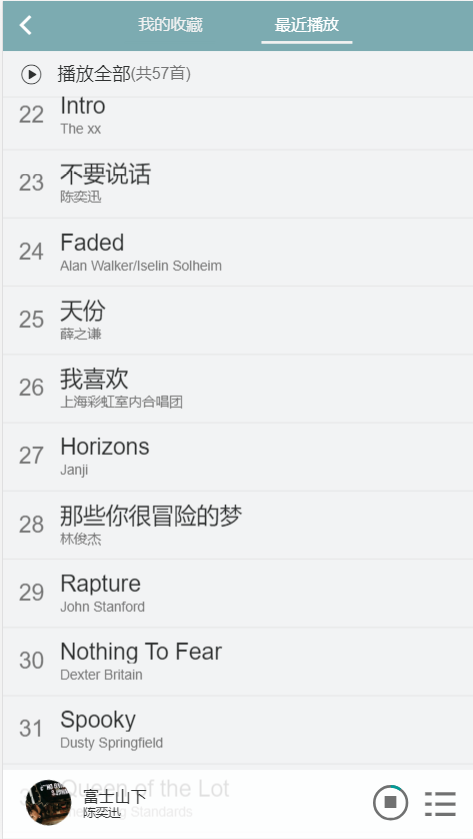 我的收藏
最近播放
播放全部(共57首)
22 Intro
The xx
23 不要说话
陈奕迅
24 Faded
Alan Walker/Iselin Solheim
25 天份
薛之谦
26 我喜欢
上海彩虹室内合唱团
27 Horizons
Janji
28 那些你很冒险的梦
林俊杰
29 Rapture
John Stanford
30 Nothing To Fear
Dexter Britain
31 Spooky
Dusty Springfield
Queen of the Lot
Standards
富士山下
陈奕迅